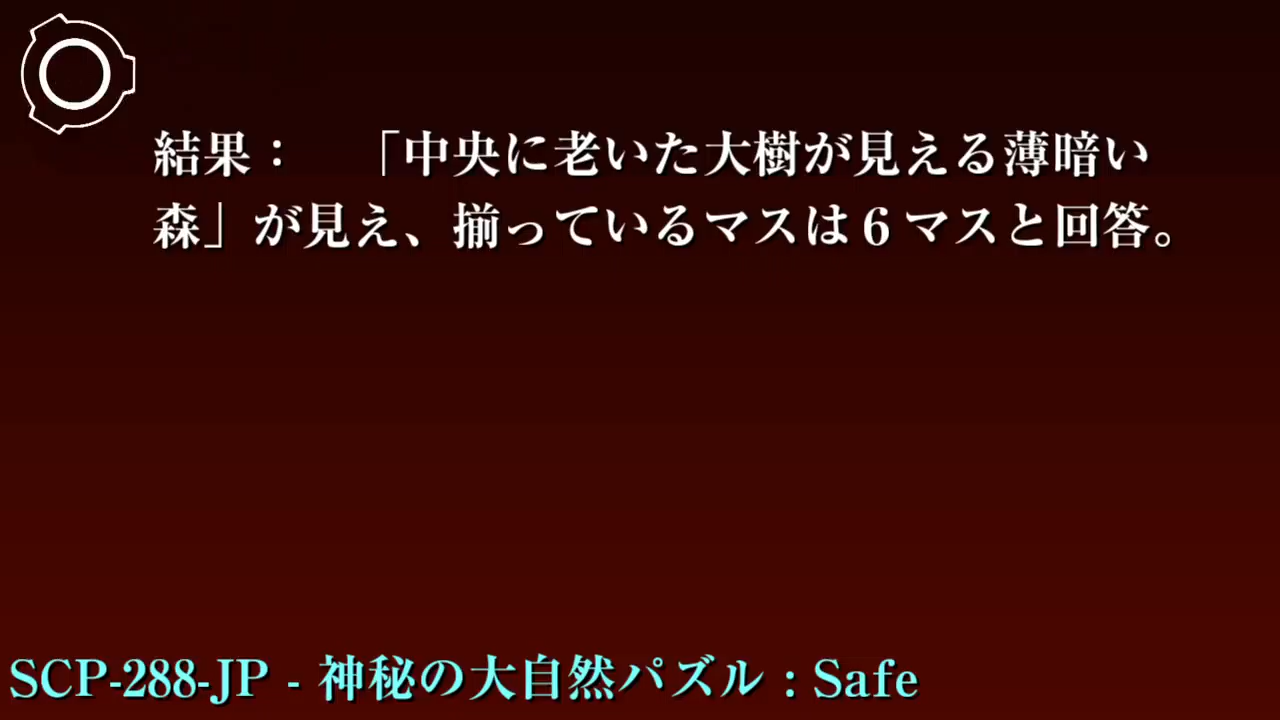 結果：　「中央に老いた大樹が見える薄暗い
森」が見え、揃っているマスは６マスと回答。
SCP-288-JP - 神秘の大自然パズル : Safe